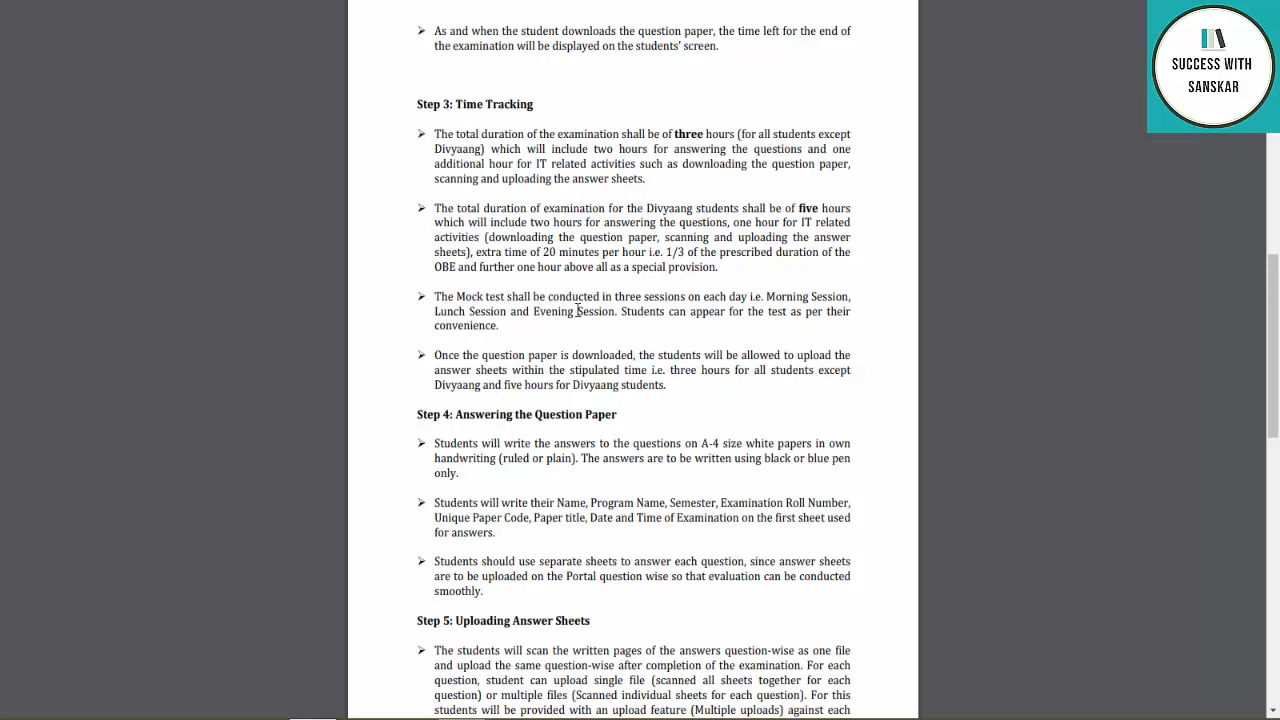 ➢ As and when the student downloads the question paper, the time left for the end of
the examination will be displayed on the students' screen.
Step 3: Time Tracking
➢ The total duration of the examination shall be of three hours (for all students except
Divyaang) which will include two hours for answering the questions and one
additional hour for IT related activities such as downloading the question paper,
scanning and uploading the answer sheets.
➢ The total duration of examination for the Divyaang students shall be of five hours
which will include two hours for answering the questions, one hour for IT related
activities (downloading the question paper, scanning and uploading the answer
sheets), extra time of 20 minutes per hour i.e. 1/3 of the prescribed duration of the
OBE and further one hour above all as a special provision.
➢ The Mock test shall be conducted in three sessions on each day i.e. Morning Session,
Lunch Session and Evening Session. Students can appear for the test as per their
convenience.
➢ Once the question paper is downloaded, the students will be allowed to upload the
answer sheets within the stipulated time i.e. three hours for all students except
Divyaang and five hours for Divyaang students.
Step 4: Answering the Question Paper
➢ Students will write the answers to the questions on A-4 size white papers in own
handwriting (ruled or plain). The answers are to be written using black or blue pen
only.
➢ Students will write their Name, Program Name, Semester, Examination Roll Number,
Unique Paper Code, Paper title, Date and Time of Examination on the first sheet used
for answers.
➢ Students should use separate sheets to answer each question, since answer sheets
are to be uploaded on the Portal question wise so that evaluation can be conducted
smoothly.
Step 5: Uploading Answer Sheets
➢ The students will scan the written pages of the answers question-wise as one file
and upload the same question-wise after completion of the examination. For each
question, student can upload single file (scanned all sheets together for each
question) or multiple files (Scanned individual sheets for each question). For this
students will be provided with an upload feature (Multiple uploads) against each
SUCCESS WITH
SANSKAR